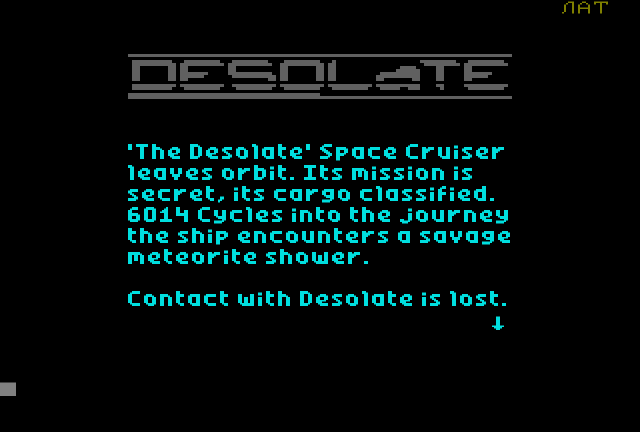 ЛАТ
DESOLATE
'The Desolate' Space Cruiser
leaves orbit. Its mission is
secret, its cargo classified.
6014 Cycles into the journey
the ship encounters a savage
meteorite shower.
Contact with Desolate is lost.